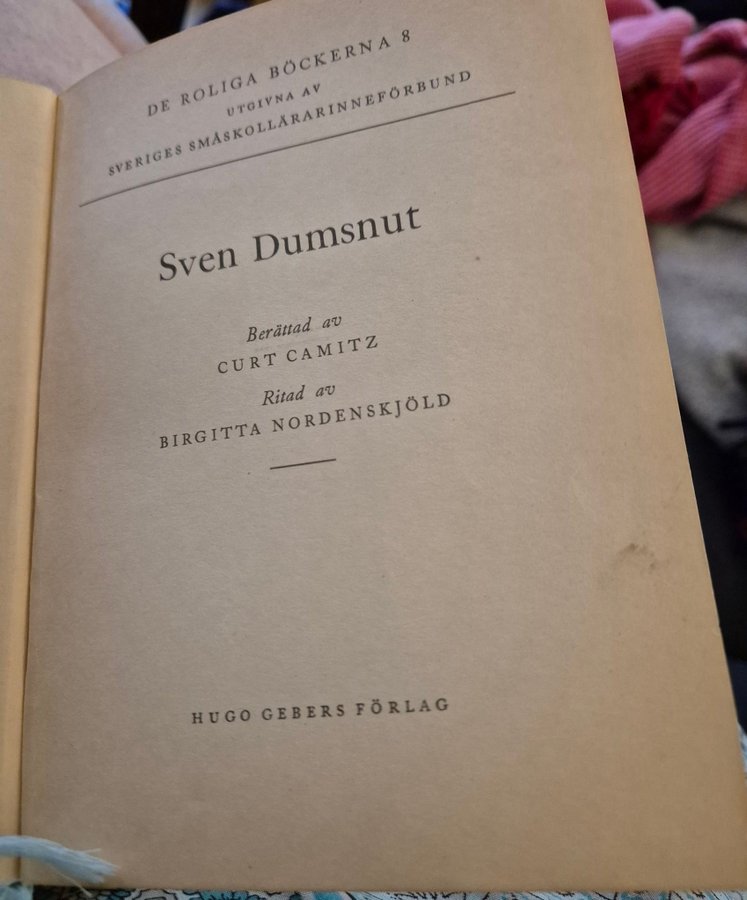 DE ROLIGA BÖCKERNA 8
UTGIVNA AV
SVERIGES SMÅSKOLLÄRARINNEFÖRBUND
Sven Dumsnut
Berättad av
CURT CAMITZ
Ritad av
BIRGITTA NORDENSKJÖLD
HUGO GEBERS FÖRLAG